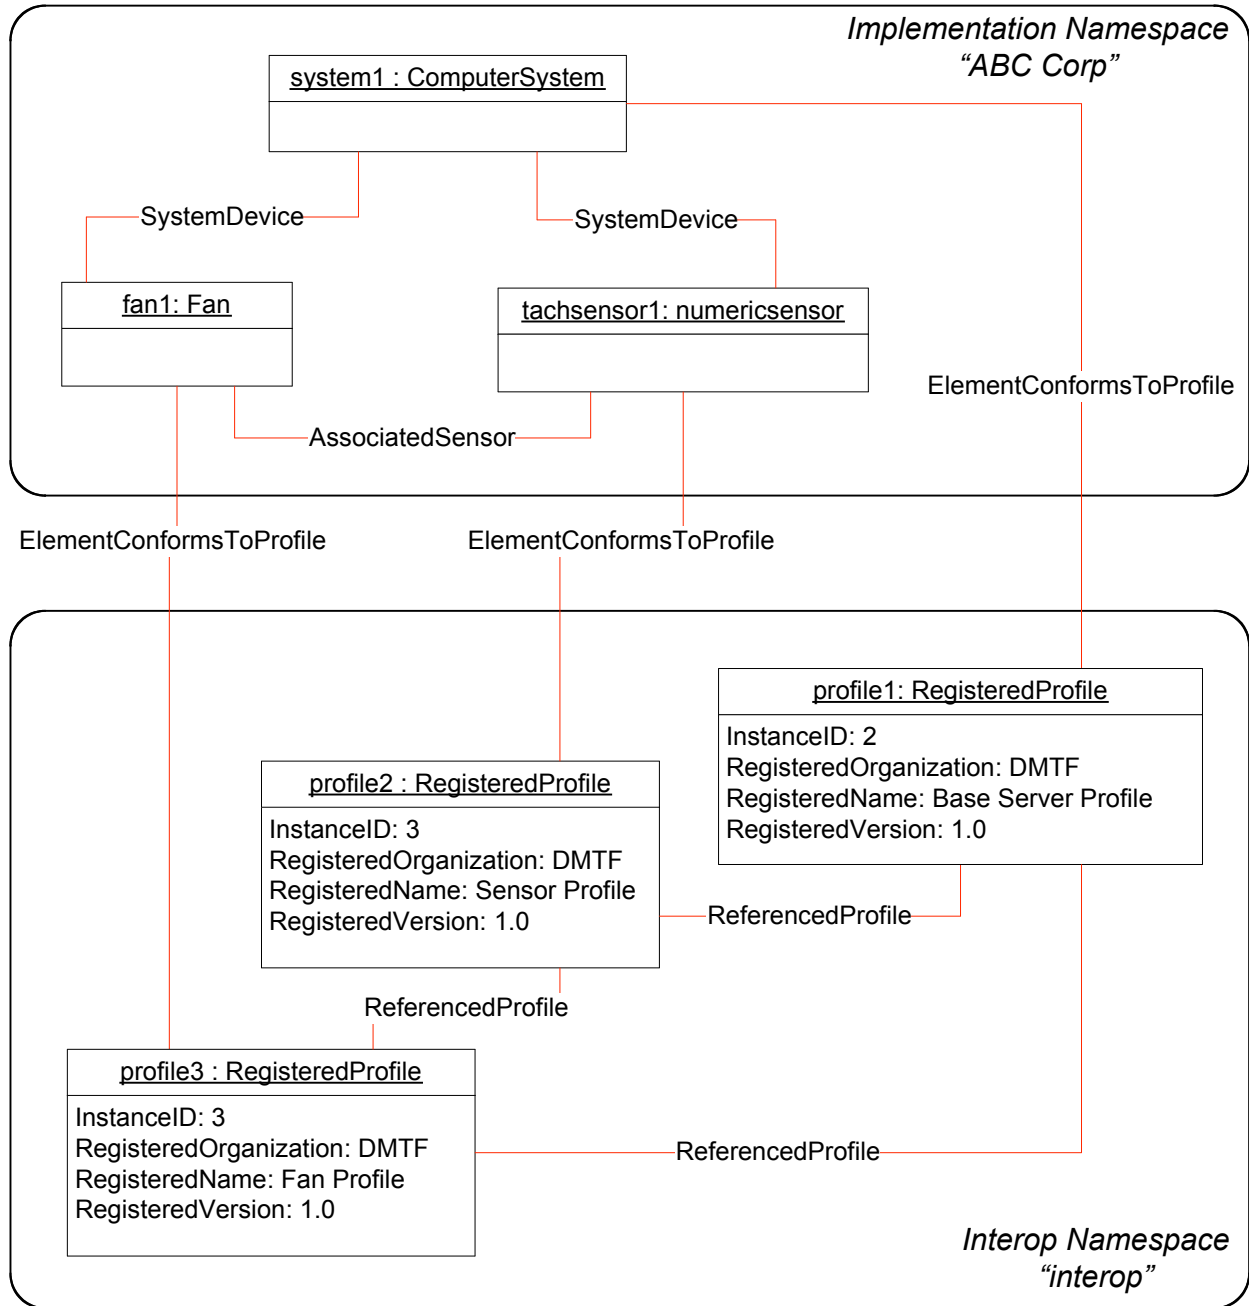 Implementation Namespace
“ABC Corp”
system1 : ComputerSystem
SystemDevice
SystemDevice
fan1: Fan
tachsensor1: numericsensor
ElementConformsToProfile
AssociatedSensor
ElementConformsToProfile
ElementConformsToProfile
profile1: RegisteredProfile
InstanceID: 2
RegisteredOrganization: DMTF
RegisteredName: Base Server Profile
RegisteredVersion: 1.0
profile2 : RegisteredProfile
InstanceID: 3
RegisteredOrganization: DMTF
RegisteredName: Sensor Profile
RegisteredVersion: 1.0
ReferencedProfile
ReferencedProfile
profile3 : RegisteredProfile
InstanceID: 3
RegisteredOrganization: DMTF
RegisteredName: Fan Profile
RegisteredVersion: 1.0
ReferencedProfile
Interop Namespace
“interop”